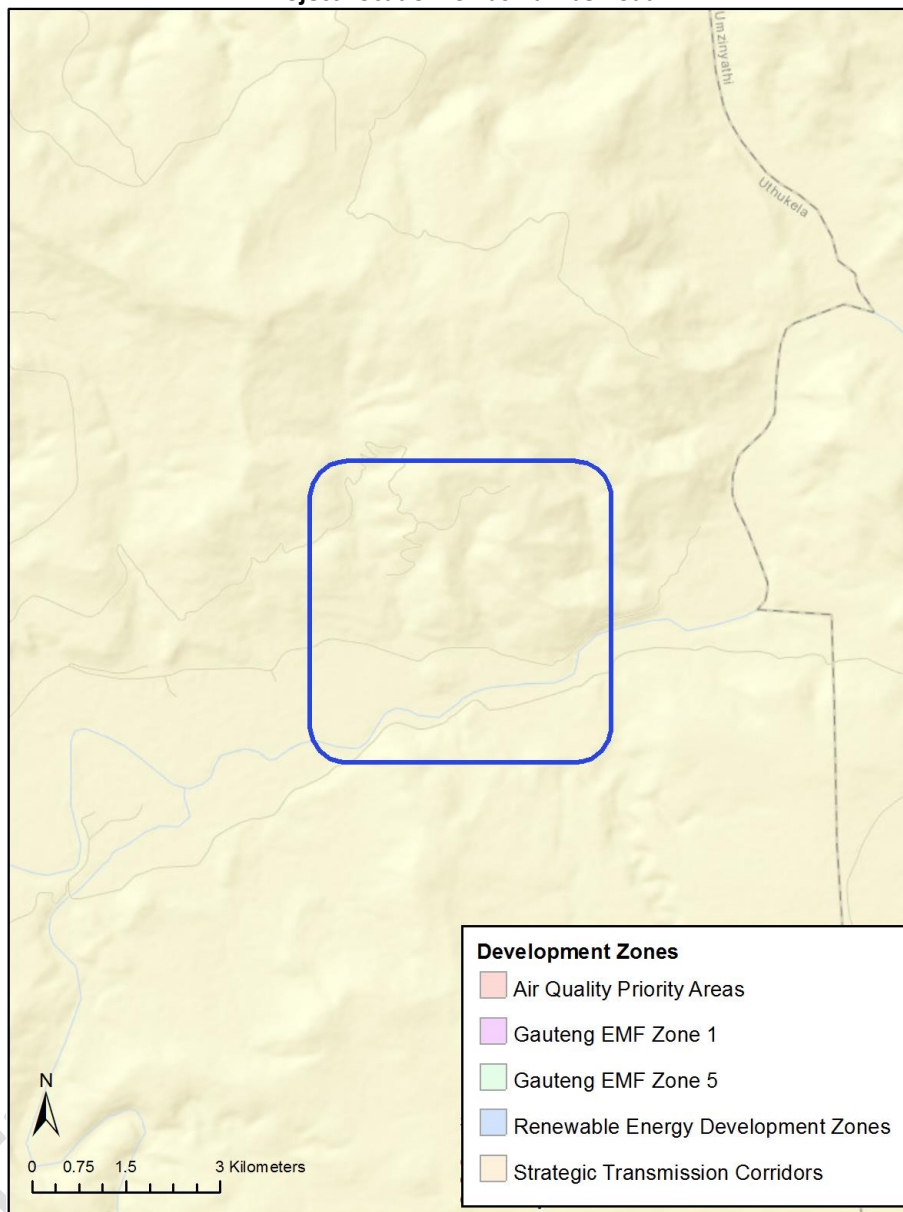 Umzinyathi
Uthukela
Development Zones
Air Quality Priority Areas
Gauteng EMF Zone 1
Gauteng EMF Zone 5
Renewable Energy Development Zones
Strategic Transmission Corridors
N
0 0.75 1.5 3 Kilometers